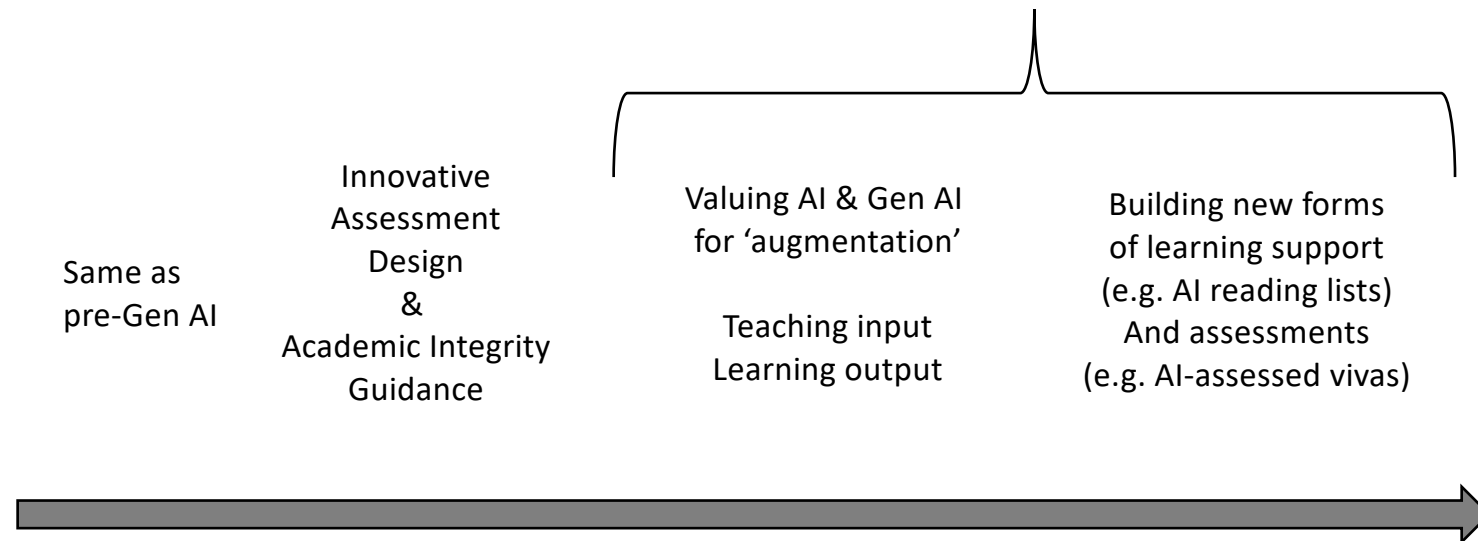 Same as
pre-Gen AI
Innovative
Assessment
Design
&
Academic Integrity
Guidance
Valuing AI & Gen AI
for ‘augmentation’
Teaching input
Learning output
Building new forms
of learning support
(e.g. AI reading lists)
And assessments
(e.g. AI-assessed vivas)